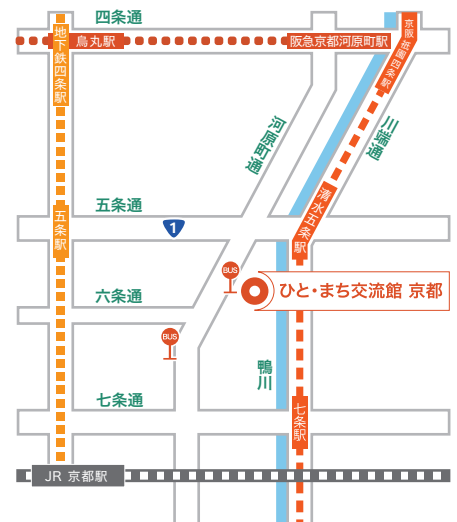 四条通
地下鉄四条駅
烏丸駅
阪急京都河原町駅
京阪 祇園四条駅
河原町通
川端通
清水五条駅
五条通
五条駅
1
BUS
ひと・まち交流館 京都
六条通
BUS
鴨川
七条通
七条駅
JR 京都駅